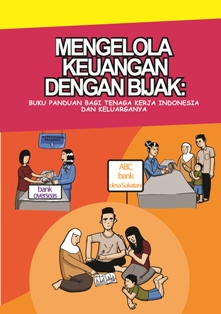 MENGELOLA
KEUANGAN
DENGAN BIJAK:
BUKU PANDUAN BAGI TENAGA KERJA INDONESIA
DAN KELUARGANYA
bank
overseas
ABC
bank
desa Sukatani